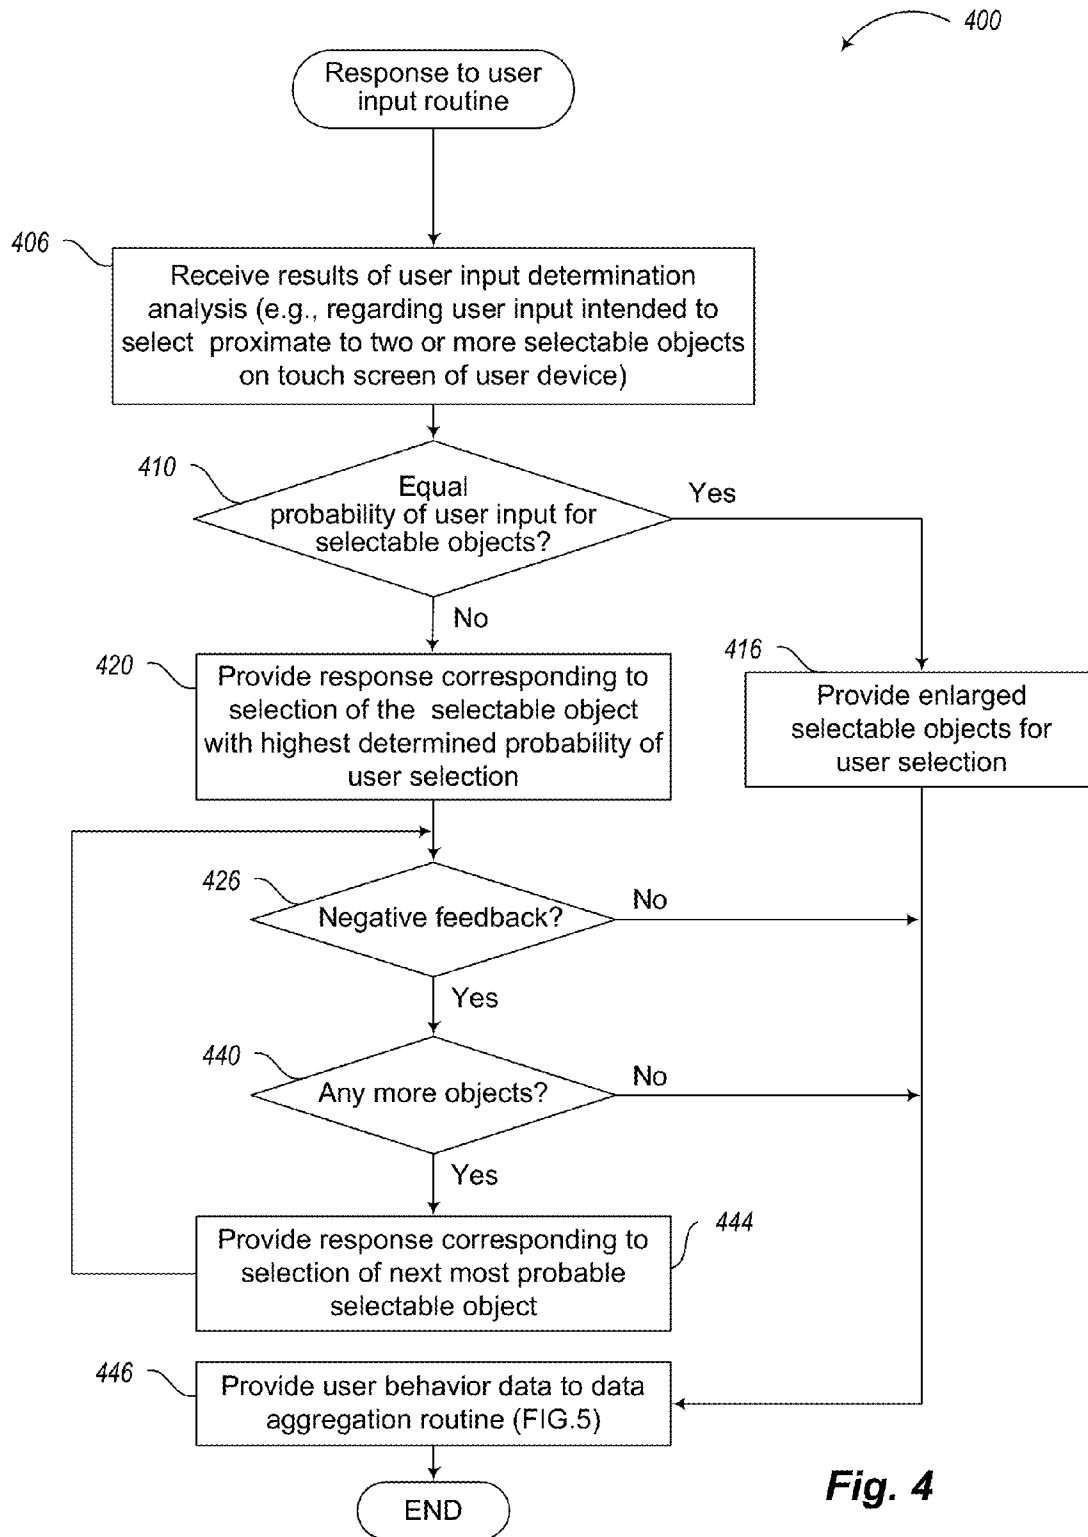 400
Response to user
input routine
406
Receive results of user input determination
analysis (e.g., regarding user input intended to
select proximate to two or more selectable objects
on touch screen of user device)
410
Equal
probability of user input for
selectable objects?
Yes
No
420
Provide response corresponding to
selection of the selectable object
with highest determined probability of
user selection
416
Provide enlarged
selectable objects for
user selection
426
Negative feedback?
No
Yes
440
Any more objects?
No
Yes
444
Provide response corresponding to
selection of next most probable
selectable object
446
Provide user behavior data to data
aggregation routine (FIG.5)
END
Fig. 4